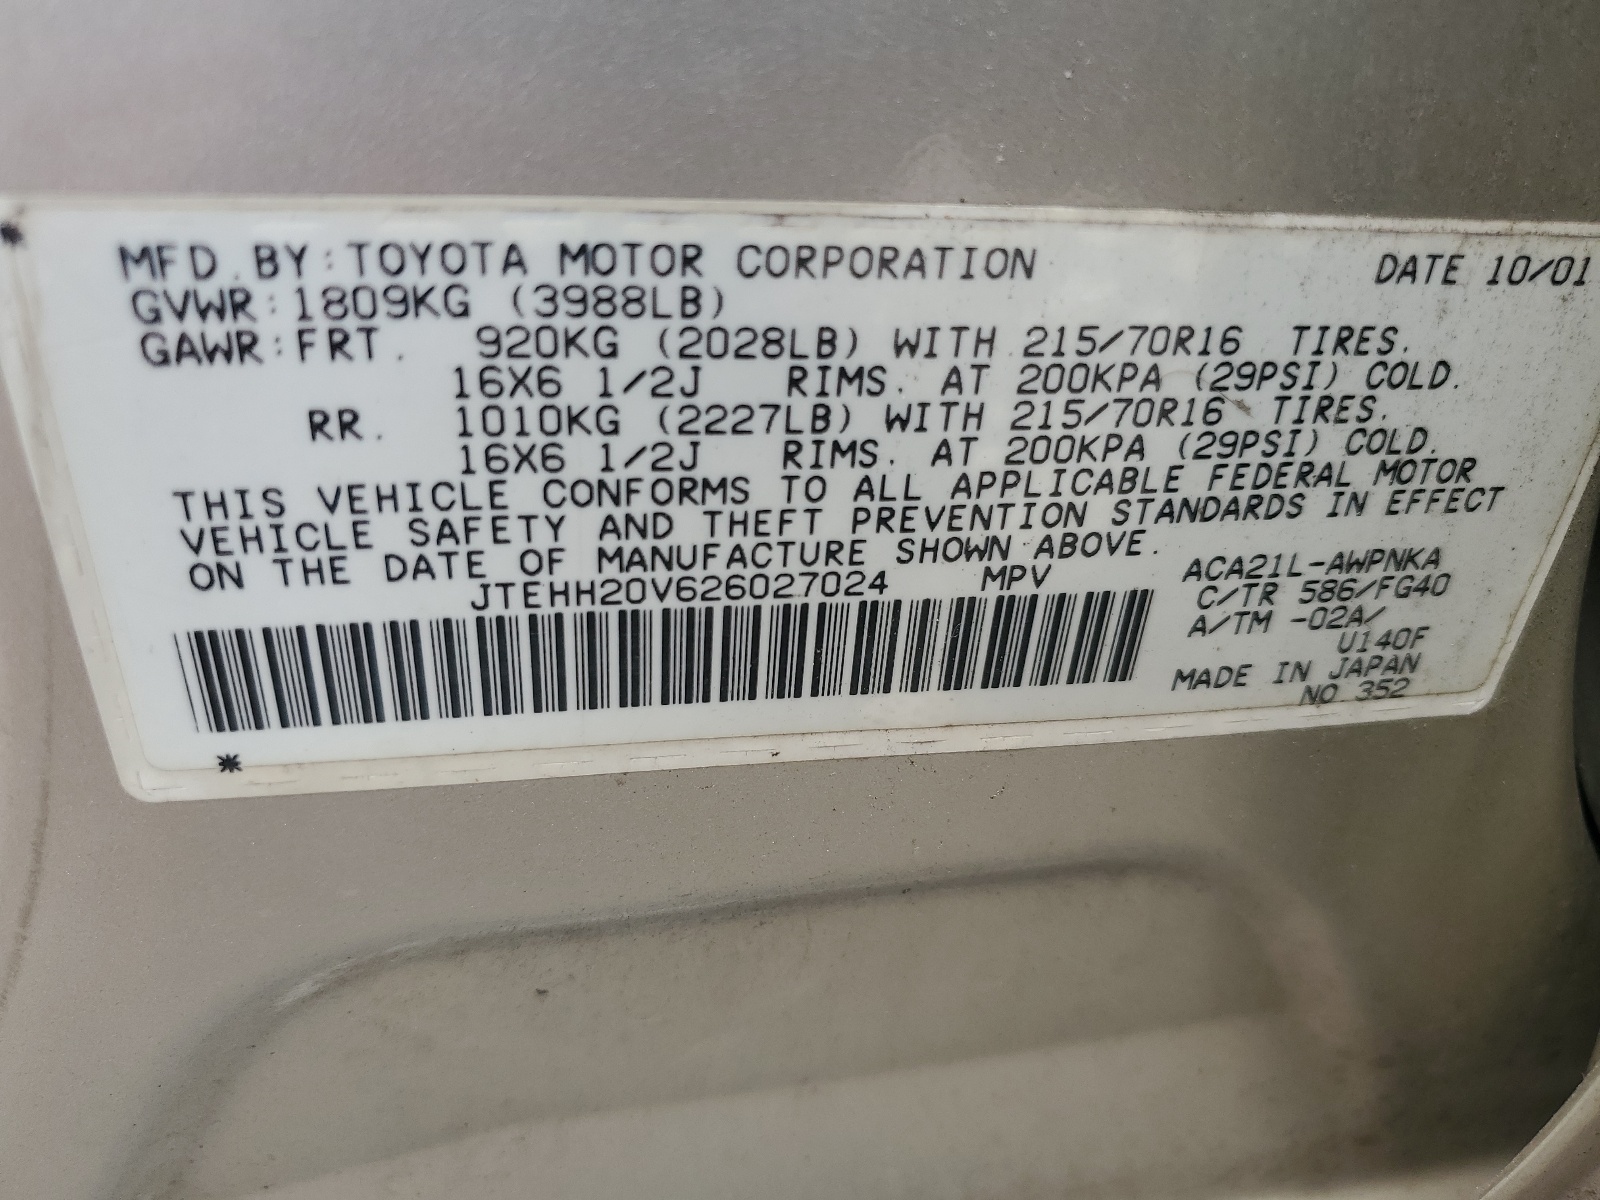 MFD. BY: TOYOTA MOTOR CORPORATION DATE 10/01
GVWR: 1809KG (3988LB)
GAWR: FRT. 920KG (2028LB) WITH 215/70R16 TIRES.
16X6 1/2J RIMS. AT 200KPA (29PSI) COLD.
RR. 1010KG (2227LB) WITH 215/70R16 TIRES.
16X6 1/2J RIMS. AT 200KPA (29PSI) COLD.
THIS VEHICLE CONFORMS TO ALL APPLICABLE FEDERAL MOTOR
VEHICLE SAFETY AND THEFT PREVENTION STANDARDS IN EFFECT
ON THE DATE OF MANUFACTURE SHOWN ABOVE.
JTEHH20V626027024 MPV
ACA21L-AWPNKA
C/TR 586/FG40
A/TM -02A/
U140F
MADE IN JAPAN
NO 352